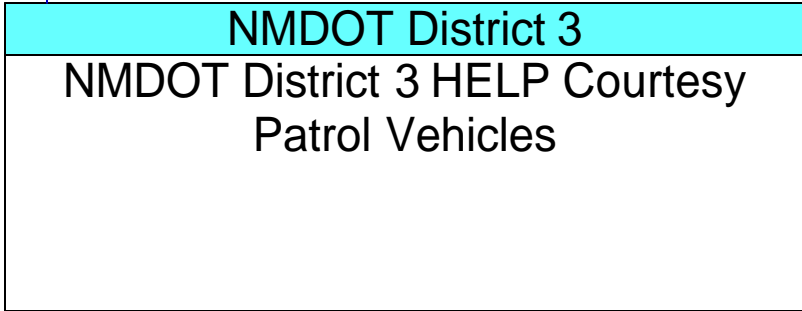 NMDOT District 3
NMDOT District 3 HELP Courtesy
Patrol Vehicles